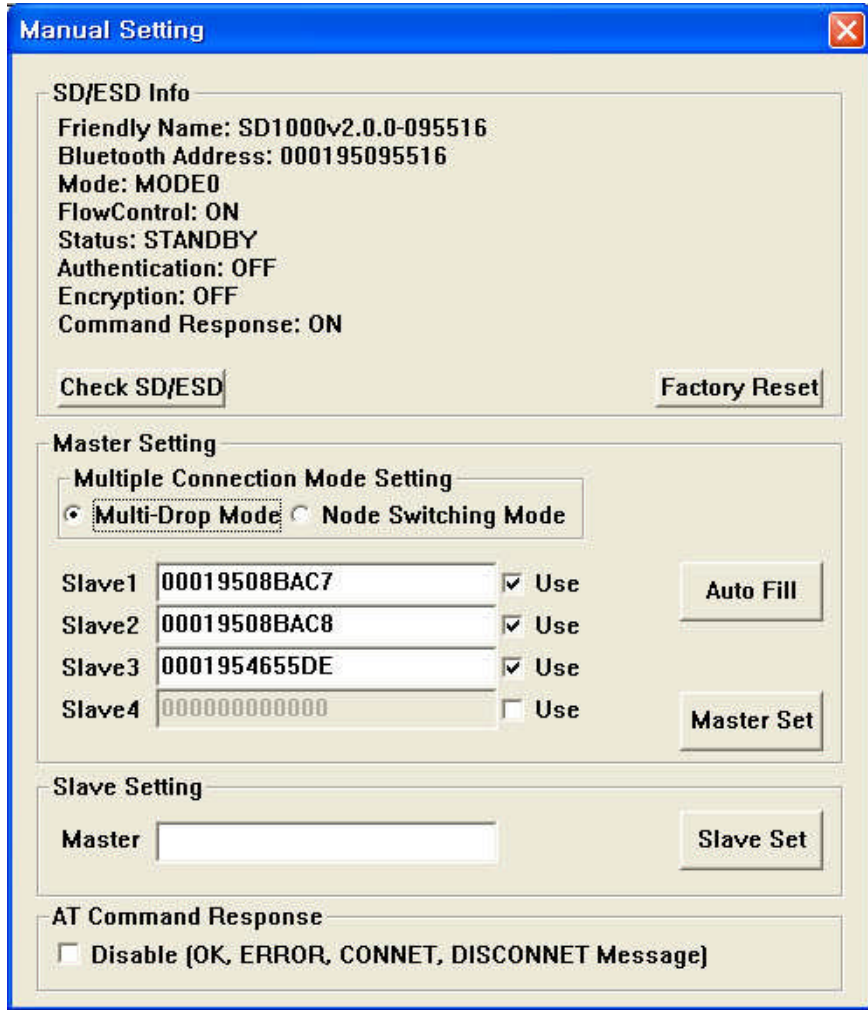 Manual Setting
SD/ESD Info
Friendly Name: SD1000v2.0.0-095516
Bluetooth Address: 000195095516
Mode: MODE0
FlowControl: ON
Status: STANDBY
Authentication: OFF
Encryption: OFF
Command Response: ON
Check SD/ESD Factory Reset
Master Setting
Multiple Connection Mode Setting
Multi-Drop Mode Node Switching Mode
Slave1 00019508BAC7 Use Auto Fill
Slave2 00019508BAC8 Use
Slave3 0001954655DE Use
Slave4 000000000000 Use Master Set
Slave Setting
Master Slave Set
AT Command Response
Disable (OK, ERROR, CONNET, DISCONNET Message)